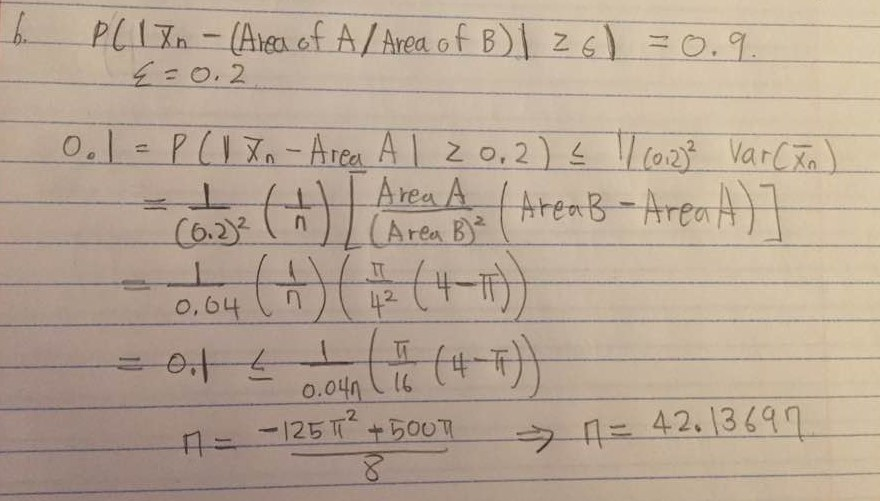 6. P(|X̄n - (Area of A / Area of B)| ≥ ε) = 0.9.
ε = 0.2
0.1 = P(|X̄n - Area A| ≥ 0.2) ≤ 1/(0.2)² Var(X̄n)
= 1/(0.2)² (1/n) [Area A/(Area B)² (Area B - Area A)]
= 1/0.04 (1/n) (π/4² (4-π))
= 0.1 ≤ 1/0.04n (π/16 (4-π))
n = (-125π² + 500π)/8 ⇒ n = 42.13697